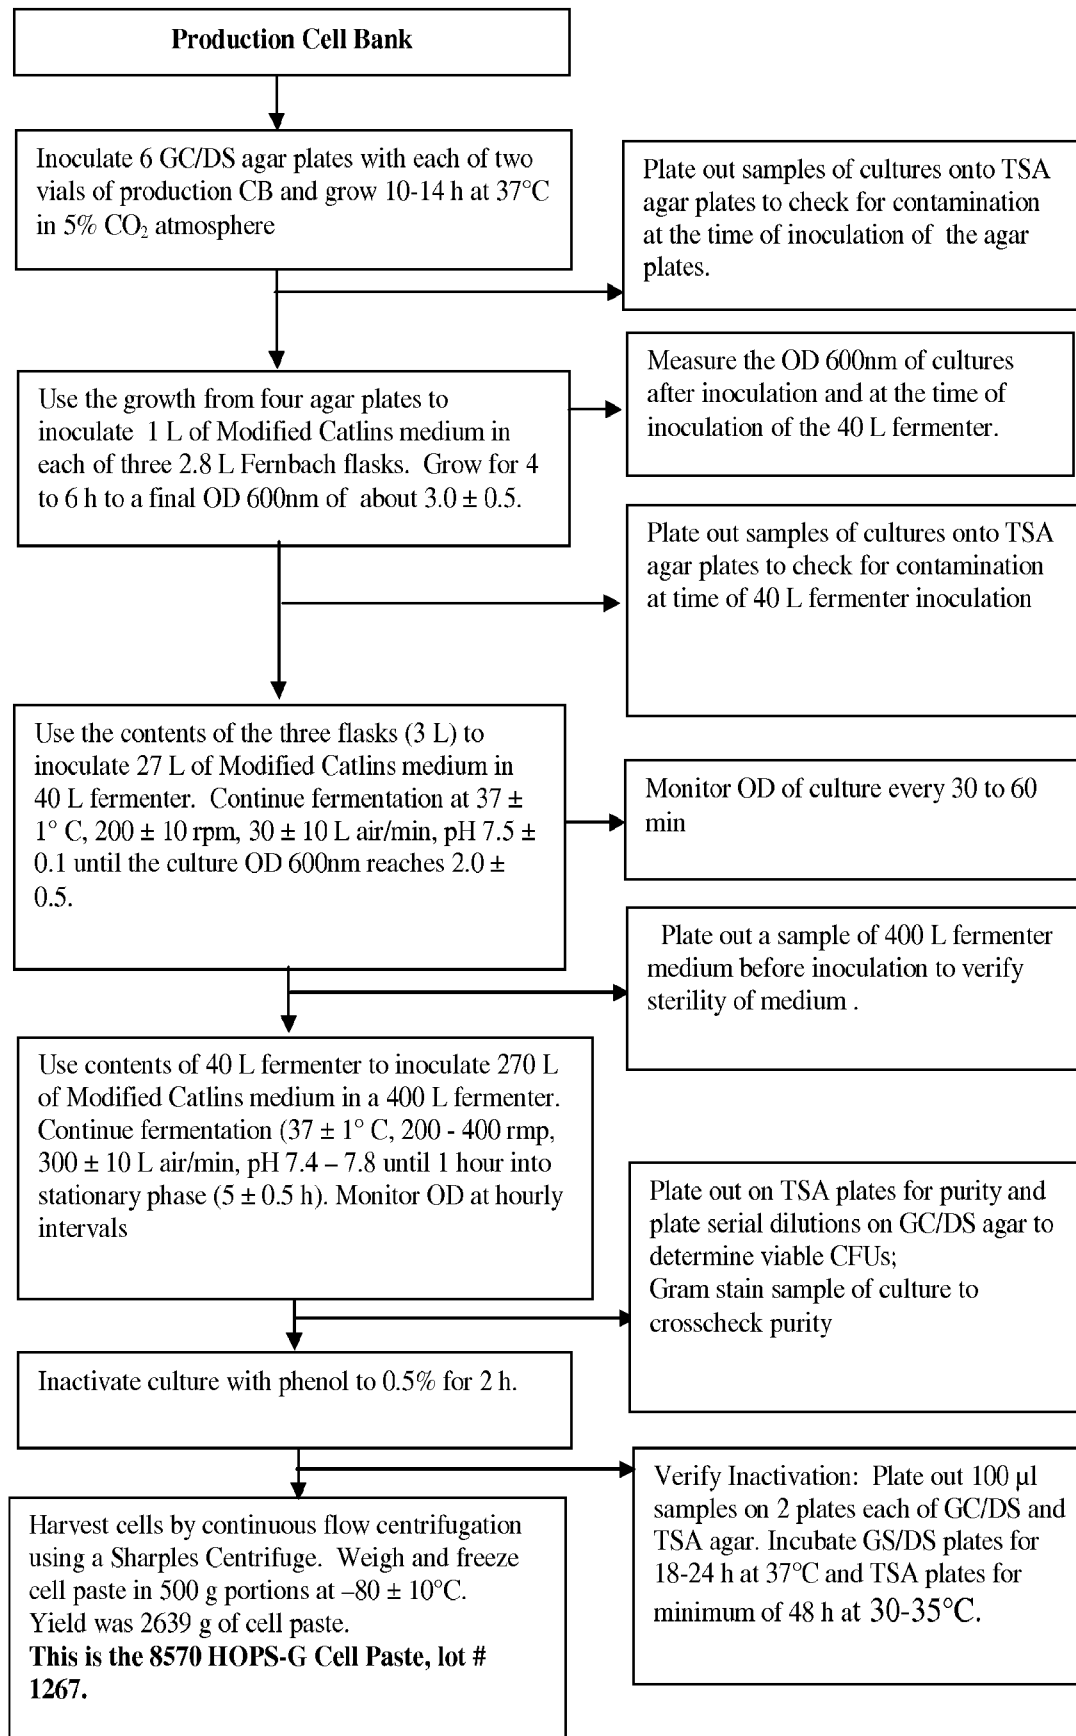 Production Cell Bank
Inoculate 6 GC/DS agar plates with each of two
vials of production CB and grow 10-14 h at 37°C
in 5% CO₂ atmosphere
Plate out samples of cultures onto TSA
agar plates to check for contamination
at the time of inoculation of the agar
plates.
Measure the OD 600nm of cultures
after inoculation and at the time of
inoculation of the 40 L fermenter.
Use the growth from four agar plates to
inoculate 1 L of Modified Catlins medium in
each of three 2.8 L Fernbach flasks. Grow for 4
to 6 h to a final OD 600nm of about 3.0 ± 0.5.
Plate out samples of cultures onto TSA
agar plates to check for contamination
at time of 40 L fermenter inoculation
Use the contents of the three flasks (3 L) to
inoculate 27 L of Modified Catlins medium in
40 L fermenter. Continue fermentation at 37 ±
1° C, 200 ± 10 rpm, 30 ± 10 L air/min, pH 7.5 ±
0.1 until the culture OD 600nm reaches 2.0 ±
0.5.
Monitor OD of culture every 30 to 60
min
Plate out a sample of 400 L fermenter
medium before inoculation to verify
sterility of medium .
Use contents of 40 L fermenter to inoculate 270 L
of Modified Catlins medium in a 400 L fermenter.
Continue fermentation (37 ± 1° C, 200 - 400 rmp,
300 ± 10 L air/min, pH 7.4 – 7.8 until 1 hour into
stationary phase (5 ± 0.5 h). Monitor OD at hourly
intervals
Plate out on TSA plates for purity and
plate serial dilutions on GC/DS agar to
determine viable CFUs;
Gram stain sample of culture to
crosscheck purity
Inactivate culture with phenol to 0.5% for 2 h.
Verify Inactivation: Plate out 100 µl
samples on 2 plates each of GC/DS and
TSA agar. Incubate GS/DS plates for
18-24 h at 37°C and TSA plates for
minimum of 48 h at 30-35°C.
Harvest cells by continuous flow centrifugation
using a Sharples Centrifuge. Weigh and freeze
cell paste in 500 g portions at –80 ± 10°C.
Yield was 2639 g of cell paste.
This is the 8570 HOPS-G Cell Paste, lot #
1267.